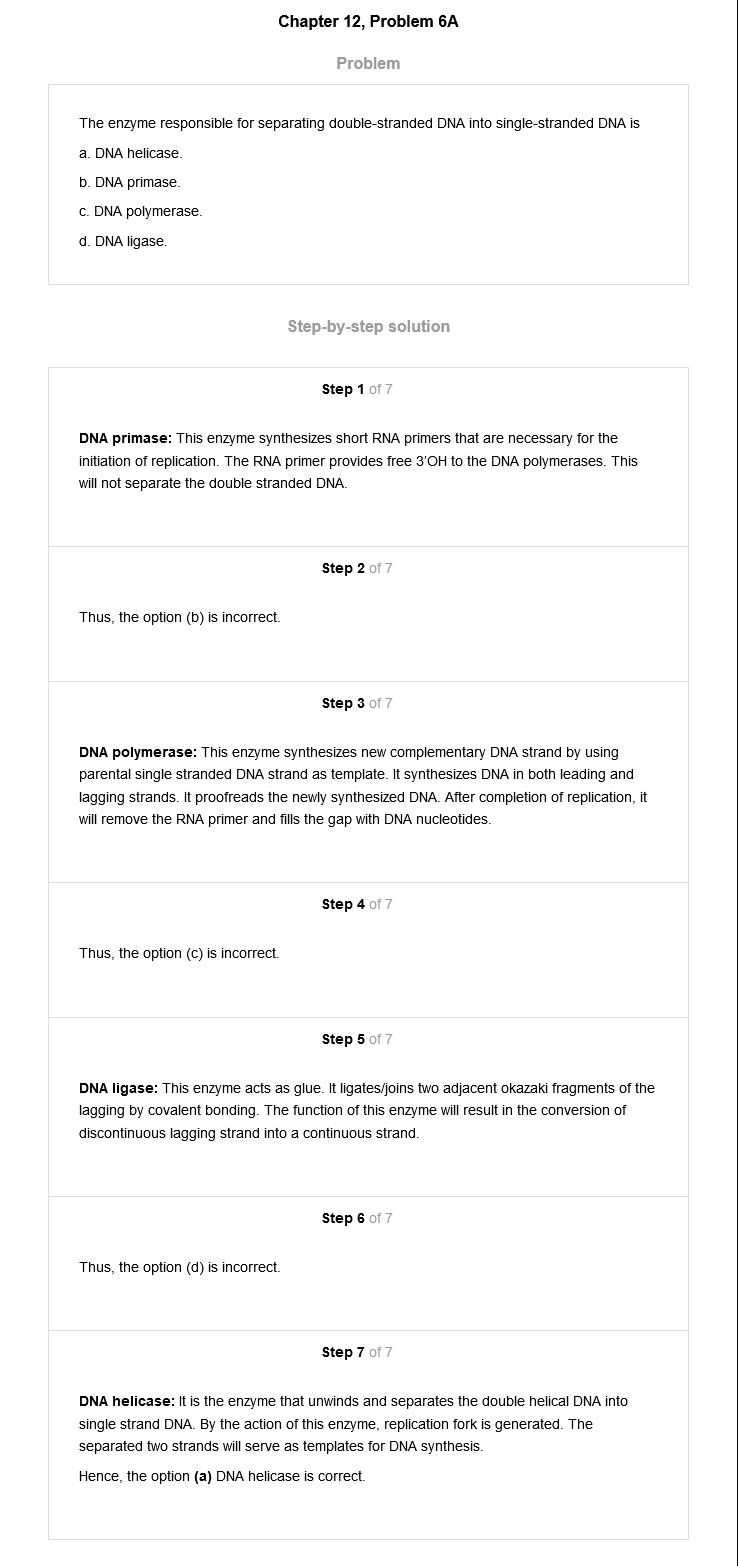 Chapter 12, Problem 6A
Problem
The enzyme responsible for separating double-stranded DNA into single-stranded DNA is
a. DNA helicase.
b. DNA primase.
c. DNA polymerase.
d. DNA ligase.
Step-by-step solution
Step 1 of 7
DNA primase: This enzyme synthesizes short RNA primers that are necessary for the
initiation of replication. The RNA primer provides free 3'OH to the DNA polymerases. This
will not separate the double stranded DNA.
Step 2 of 7
Thus, the option (b) is incorrect.
Step 3 of 7
DNA polymerase: This enzyme synthesizes new complementary DNA strand by using
parental single stranded DNA strand as template. It synthesizes DNA in both leading and
lagging strands. It proofreads the newly synthesized DNA. After completion of replication, it
will remove the RNA primer and fills the gap with DNA nucleotides.
Step 4 of 7
Thus, the option (c) is incorrect.
Step 5 of 7
DNA ligase: This enzyme acts as glue. It ligates/joins two adjacent okazaki fragments of the
lagging by covalent bonding. The function of this enzyme will result in the conversion of
discontinuous lagging strand into a continuous strand.
Step 6 of 7
Thus, the option (d) is incorrect.
Step 7 of 7
DNA helicase: It is the enzyme that unwinds and separates the double helical DNA into
single strand DNA. By the action of this enzyme, replication fork is generated. The
separated two strands will serve as templates for DNA synthesis.
Hence, the option (a) DNA helicase is correct.